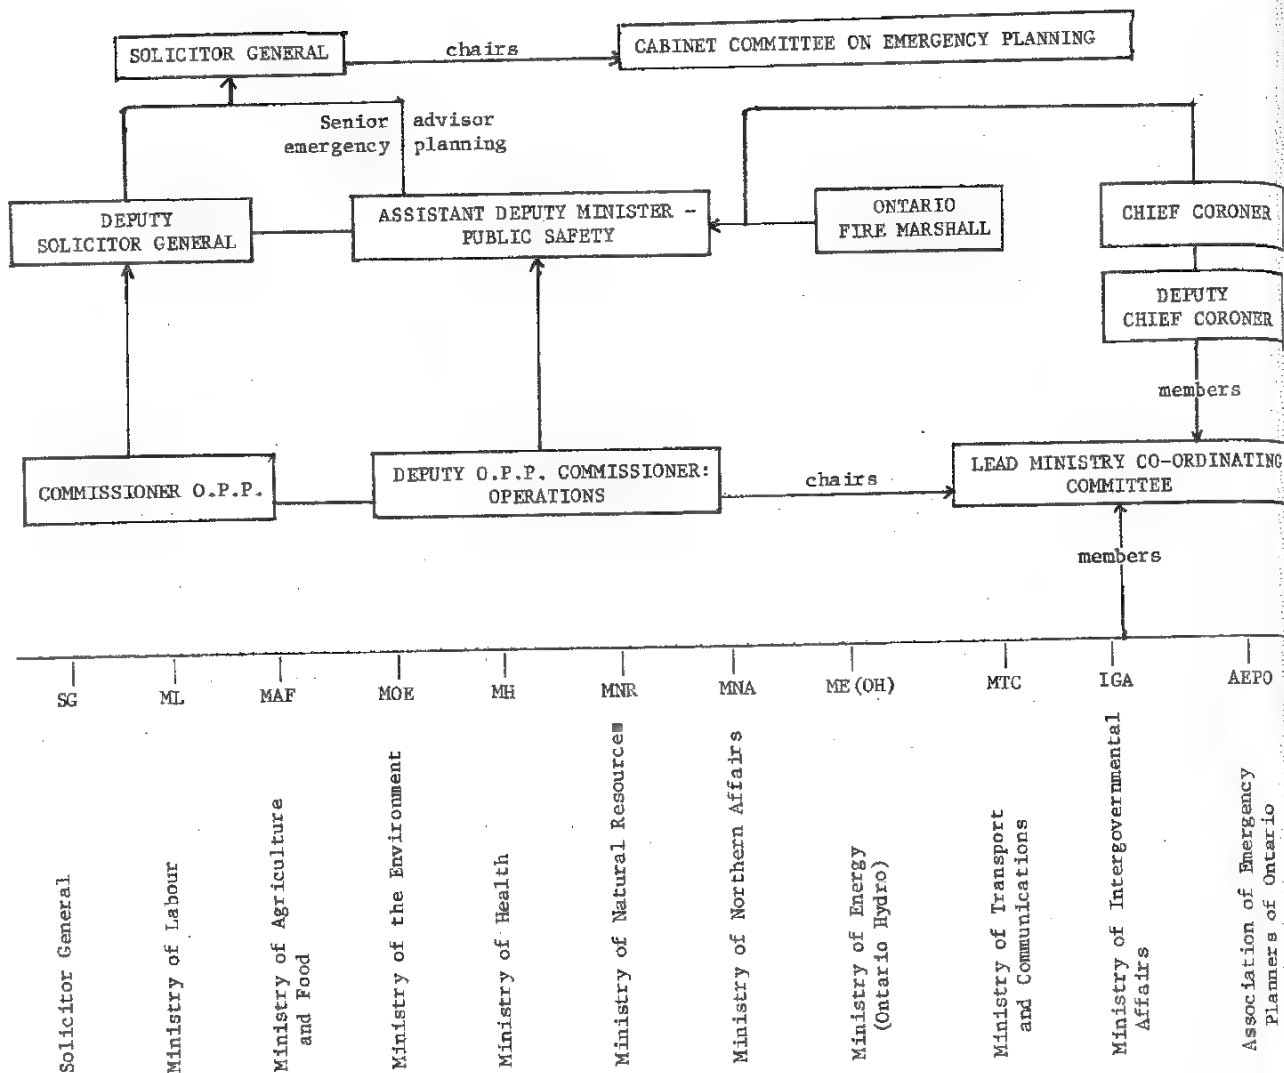 SOLICITOR GENERAL
chairs
CABINET COMMITTEE ON EMERGENCY PLANNING
Senior advisor
emergency planning
DEPUTY
SOLICITOR GENERAL
ASSISTANT DEPUTY MINISTER -
PUBLIC SAFETY
ONTARIO
FIRE MARSHALL
CHIEF CORONER
DEPUTY
CHIEF CORONER
members
COMMISSIONER O.P.P.
DEPUTY O.P.P. COMMISSIONER:
OPERATIONS
chairs
LEAD MINISTRY CO-ORDINATING
COMMITTEE
members
SG
ML
MAF
MOE
MH
MNR
MNA
ME(OH)
MTC
IGA
AEPO
Solicitor General
Ministry of Labour
Ministry of Agriculture
and Food
Ministry of the Environment
Ministry of Health
Ministry of Natural Resources
Ministry of Northern Affairs
Ministry of Energy
(Ontario Hydro)
Ministry of Transport
and Communications
Ministry of Intergovernmental
Affairs
Association of Emergency
Planners of Ontario